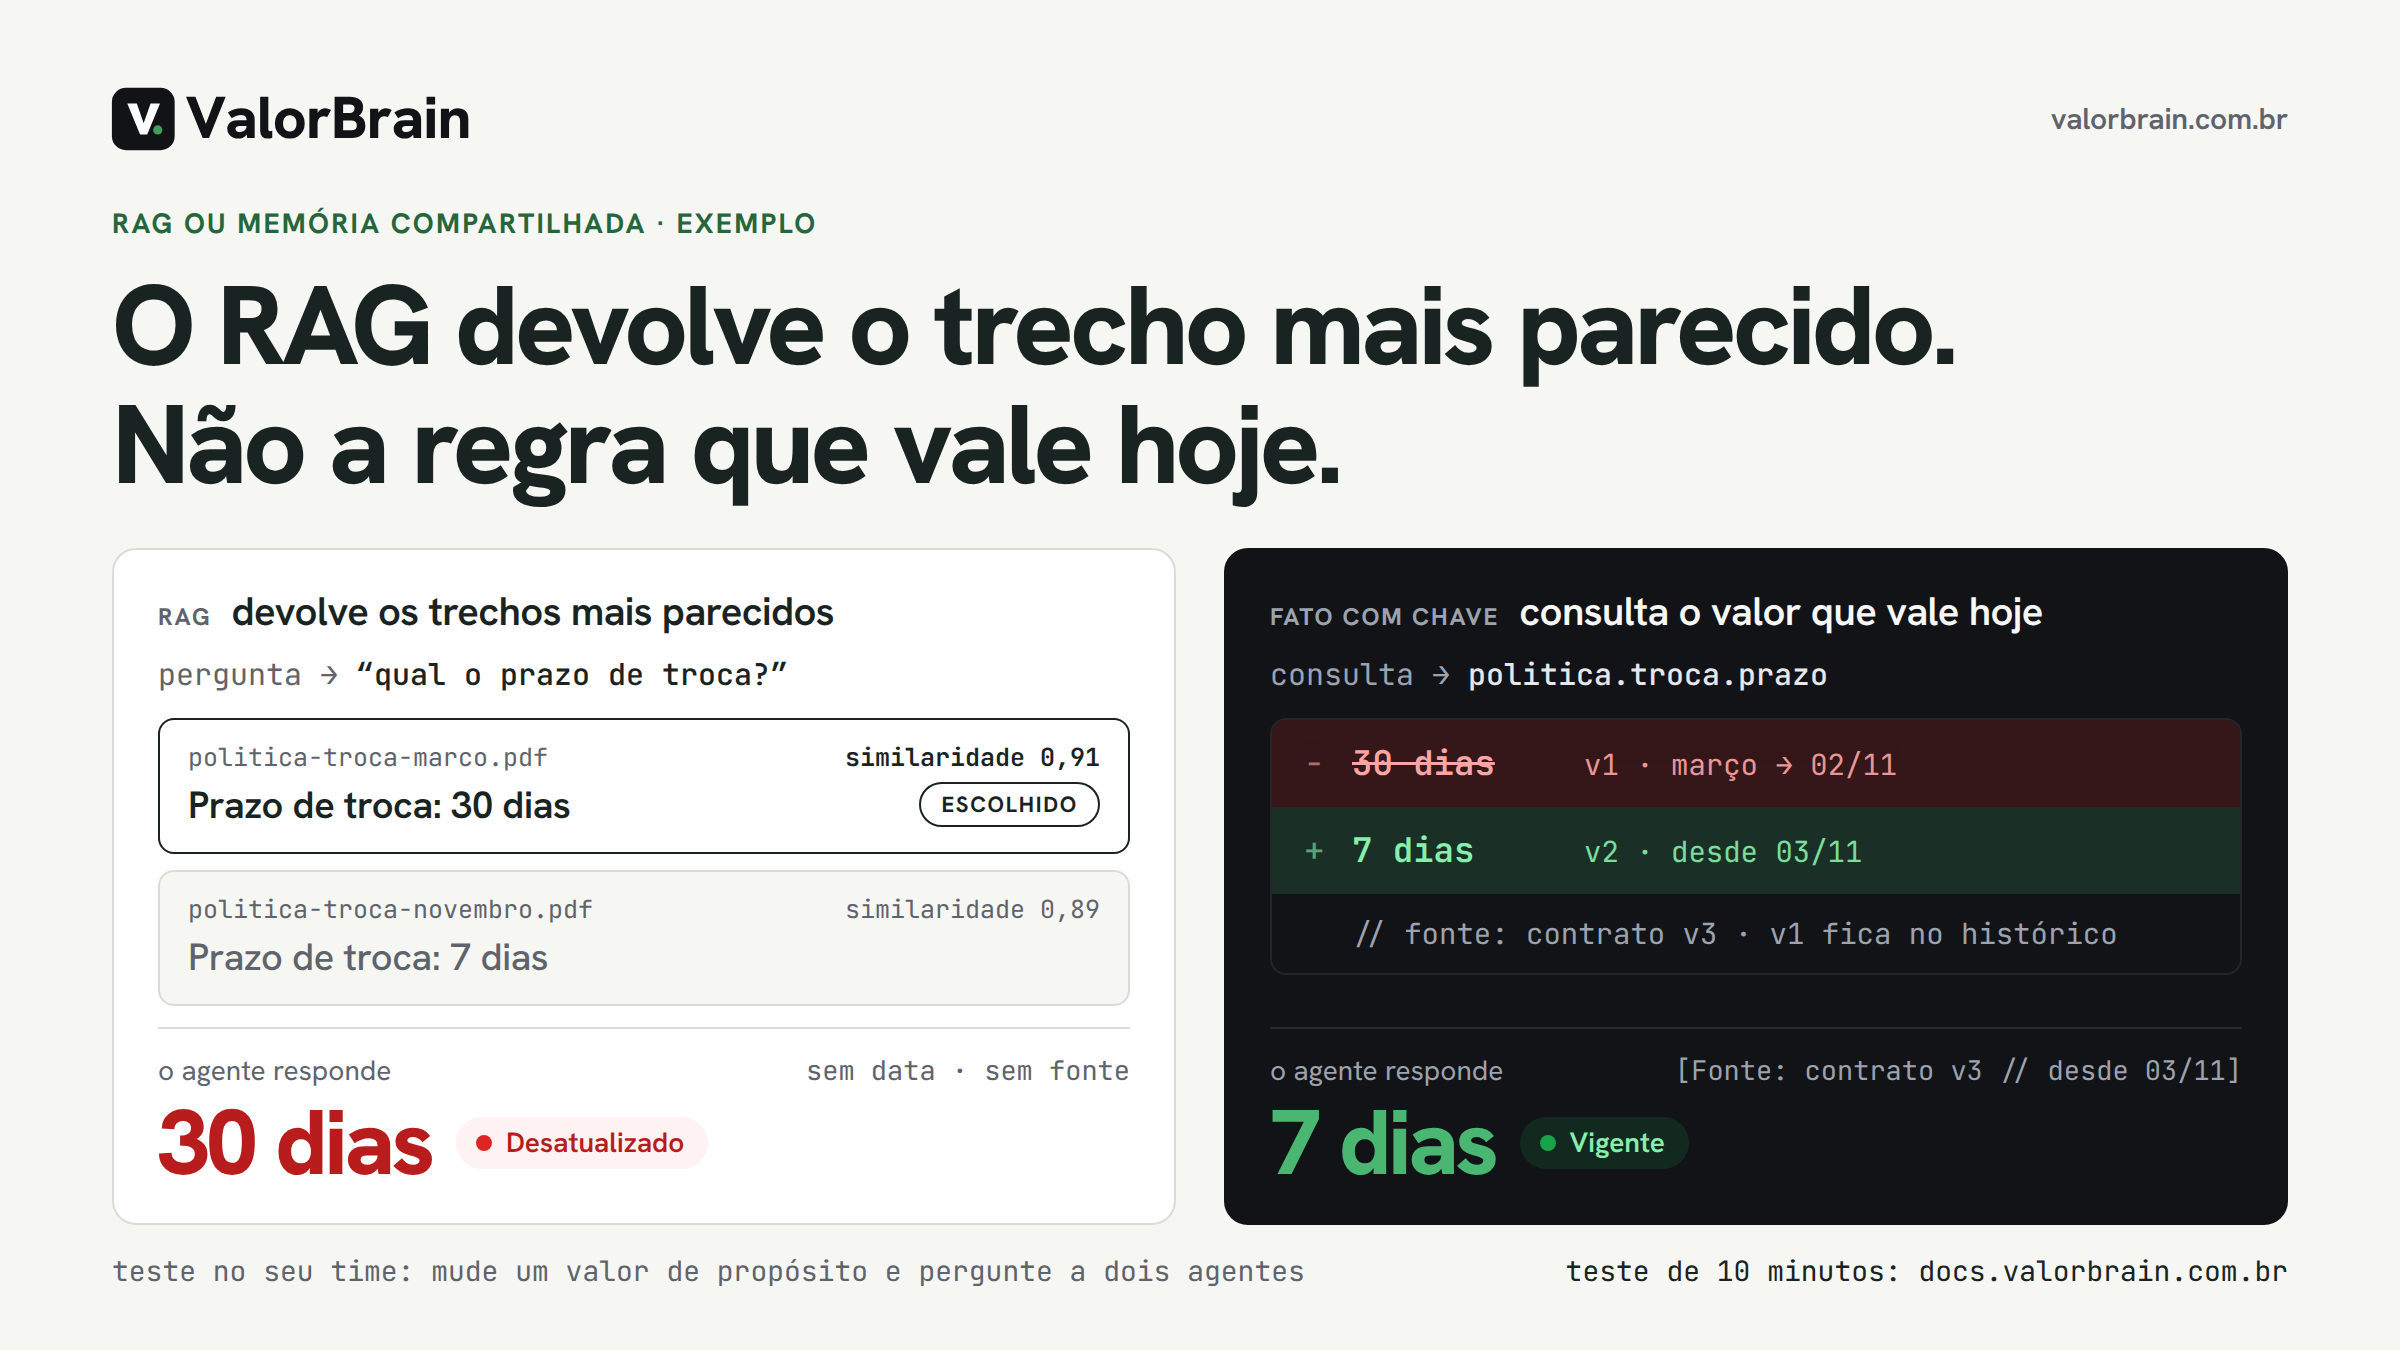 V. ValorBrain
valorbrain.com.br
RAG OU MEMÓRIA COMPARTILHADA · EXEMPLO
O RAG devolve o trecho mais parecido.
Não a regra que vale hoje.
RAG devolve os trechos mais parecidos
pergunta → “qual o prazo de troca?”
politica-troca-marco.pdf similaridade 0,91
Prazo de troca: 30 dias ESCOLHIDO
politica-troca-novembro.pdf similaridade 0,89
Prazo de troca: 7 dias
o agente responde sem data · sem fonte
30 dias Desatualizado
FATO COM CHAVE consulta o valor que vale hoje
consulta → politica.troca.prazo
- 30 dias v1 · março → 02/11
+ 7 dias v2 · desde 03/11
// fonte: contrato v3 · v1 fica no histórico
o agente responde [Fonte: contrato v3 // desde 03/11]
7 dias Vigente
teste no seu time: mude um valor de propósito e pergunte a dois agentes
teste de 10 minutos: docs.valorbrain.com.br